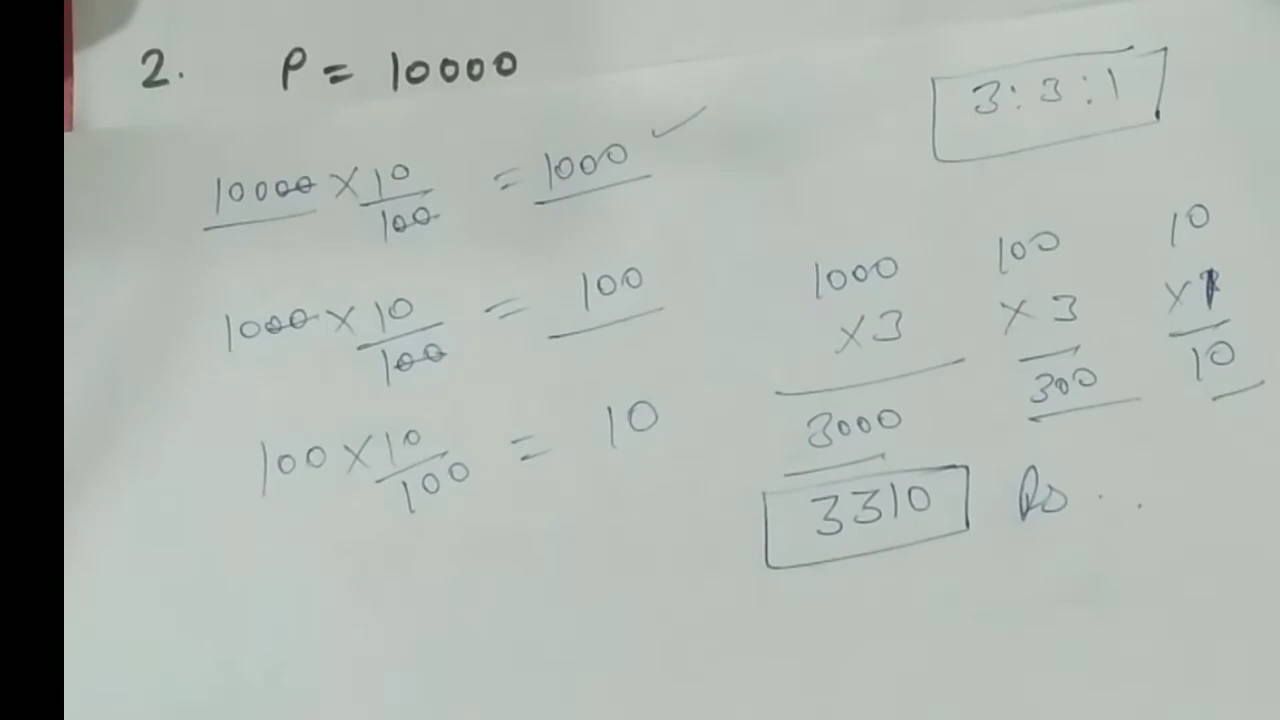 2. P = 10000
3:3:1
10000 × 10/100 = 1000 ✓
1000 × 10/100 = 100
100 × 10/100 = 10
1000 100 10
×3 ×3 ×1
3000 300 10
3310 Rs..